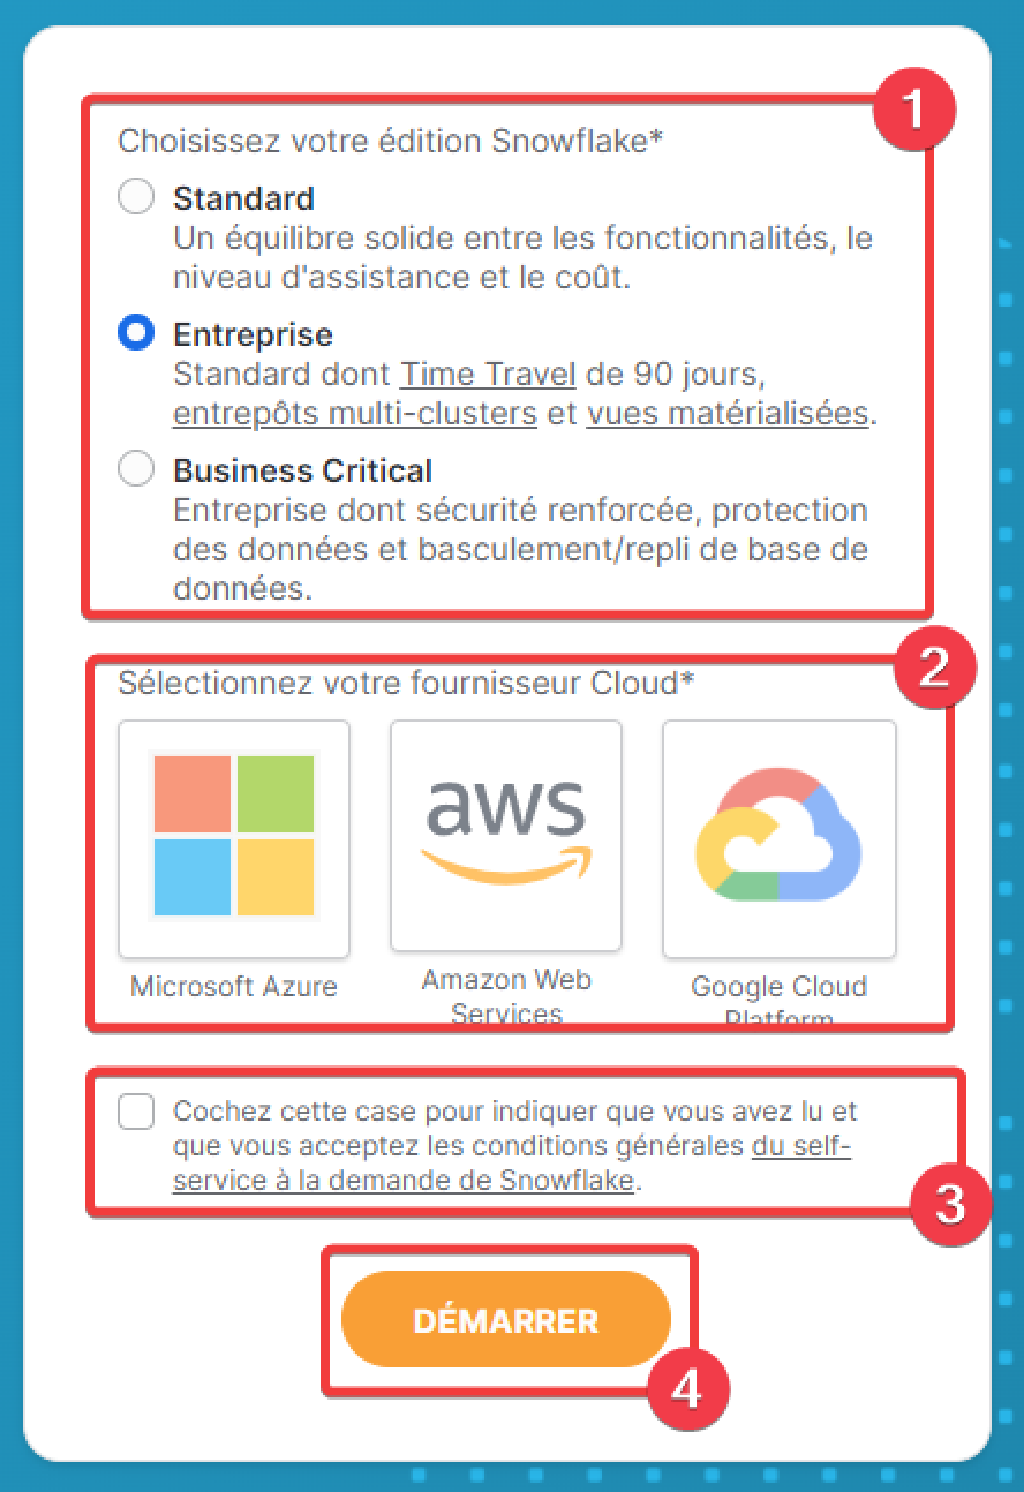 1
Choisissez votre édition Snowflake*
Standard
Un équilibre solide entre les fonctionnalités, le
niveau d'assistance et le coût.
Entreprise
Standard dont Time Travel de 90 jours,
entrepôts multi-clusters et vues matérialisées.
Business Critical
Entreprise dont sécurité renforcée, protection
des données et basculement/repli de base de
données.
2
Sélectionnez votre fournisseur Cloud*
aws
Microsoft Azure
Amazon Web
Services
Google Cloud
Platform
Cochez cette case pour indiquer que vous avez lu et
que vous acceptez les conditions générales du self-
service à la demande de Snowflake.
3
DÉMARRER
4